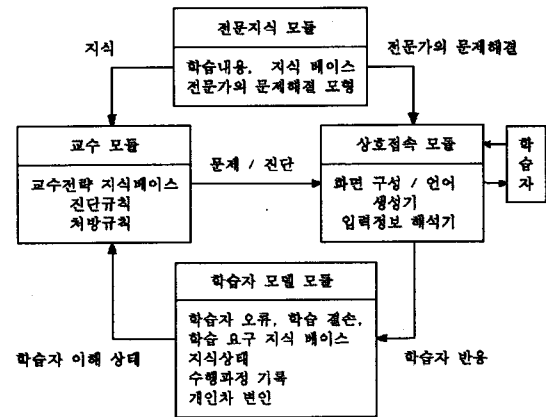 전문지식 모듈
지식
전문가의 문제해결
학습내용, 지식 베이스
전문가의 문제해결 모형
교수 모듈
교수전략 지식베이스
진단규칙
처방규칙
문제 / 진단
상호접속 모듈
화면 구성 / 언어
생성기
입력정보 해석기
학
습
자
학습자 모델 모듈
학습자 오류, 학습 결손,
학습 요구 지식 베이스
지식상태
수행과정 기록
개인차 변인
학습자 이해 상태
학습자 반응